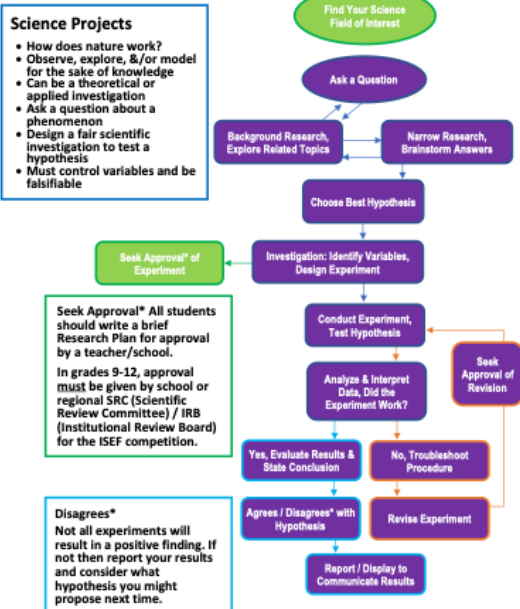 Science Projects
• How does nature work?
• Observe, explore, &/or model
for the sake of knowledge
• Can be a theoretical or
applied investigation
• Ask a question about a
phenomenon
• Design a fair scientific
investigation to test a
hypothesis
• Must control variables and be
falsifiable
Find Your Science
Field of Interest
Ask a Question
Background Research,
Explore Related Topics
Narrow Research,
Brainstorm Answers
Choose Best Hypothesis
Seek Approval* of
Experiment
Investigation: Identify Variables,
Design Experiment
Seek Approval* All students
should write a brief
Research Plan for approval
by a teacher/school.
In grades 9-12, approval
must be given by school or
regional SRC (Scientific
Review Committee) / IRB
(Institutional Review Board)
for the ISEF competition.
Conduct Experiment,
Test Hypothesis
Seek
Approval of
Revision
Analyze & Interpret
Data, Did the
Experiment Work?
Yes, Evaluate Results &
State Conclusion
No, Troubleshoot
Procedure
Agrees / Disagrees* with
Hypothesis
Revise Experiment
Report / Display to
Communicate Results
Disagrees*
Not all experiments will
result in a positive finding. If
not then report your results
and consider what
hypothesis you might
propose next time.